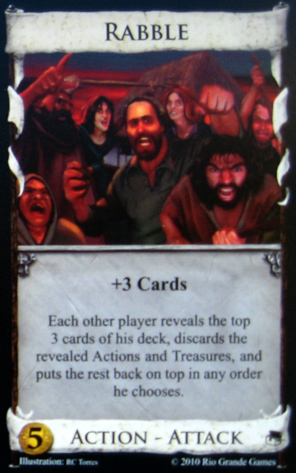 RABBLE
+3 Cards
Each other player reveals the top
3 cards of his deck, discards the
revealed Actions and Treasures, and
puts the rest back on top in any order
he chooses.
5 ACTION - ATTACK
Illustration: RC Torres © 2010 Rio Grande Games